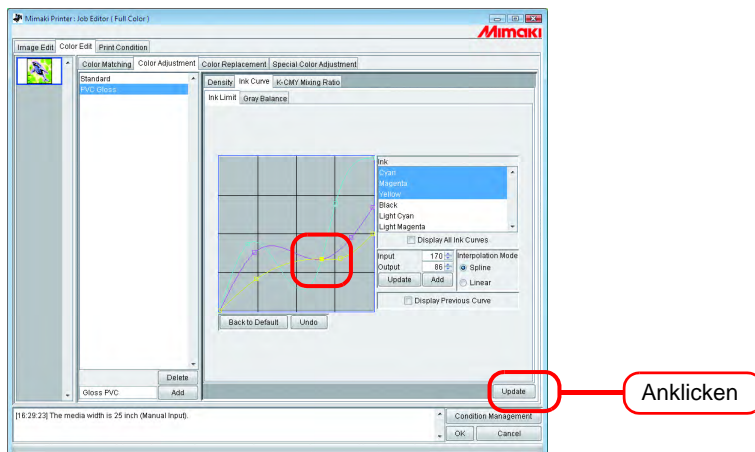 Mimaki Printer : Job Editor ( Full Color )
Mimaki
Image Edit Color Edit Print Condition
Color Matching Color Adjustment Color Replacement Special Color Adjustment
Standard
PVC Gloss
Density Ink Curve K-CMY Mixing Ratio
Ink Limit Gray Balance
Ink
Cyan
Magenta
Yellow
Black
Light Cyan
Light Magenta
Display All Ink Curves
Input 170
Output 86
Interpolation Mode
Spline
Linear
Update Add
Display Previous Curve
Back to Default Undo
Delete
Gloss PVC Add
Update
Anklicken
[16:29:23] The media width is 25 inch (Manual Input).
Condition Management
OK Cancel